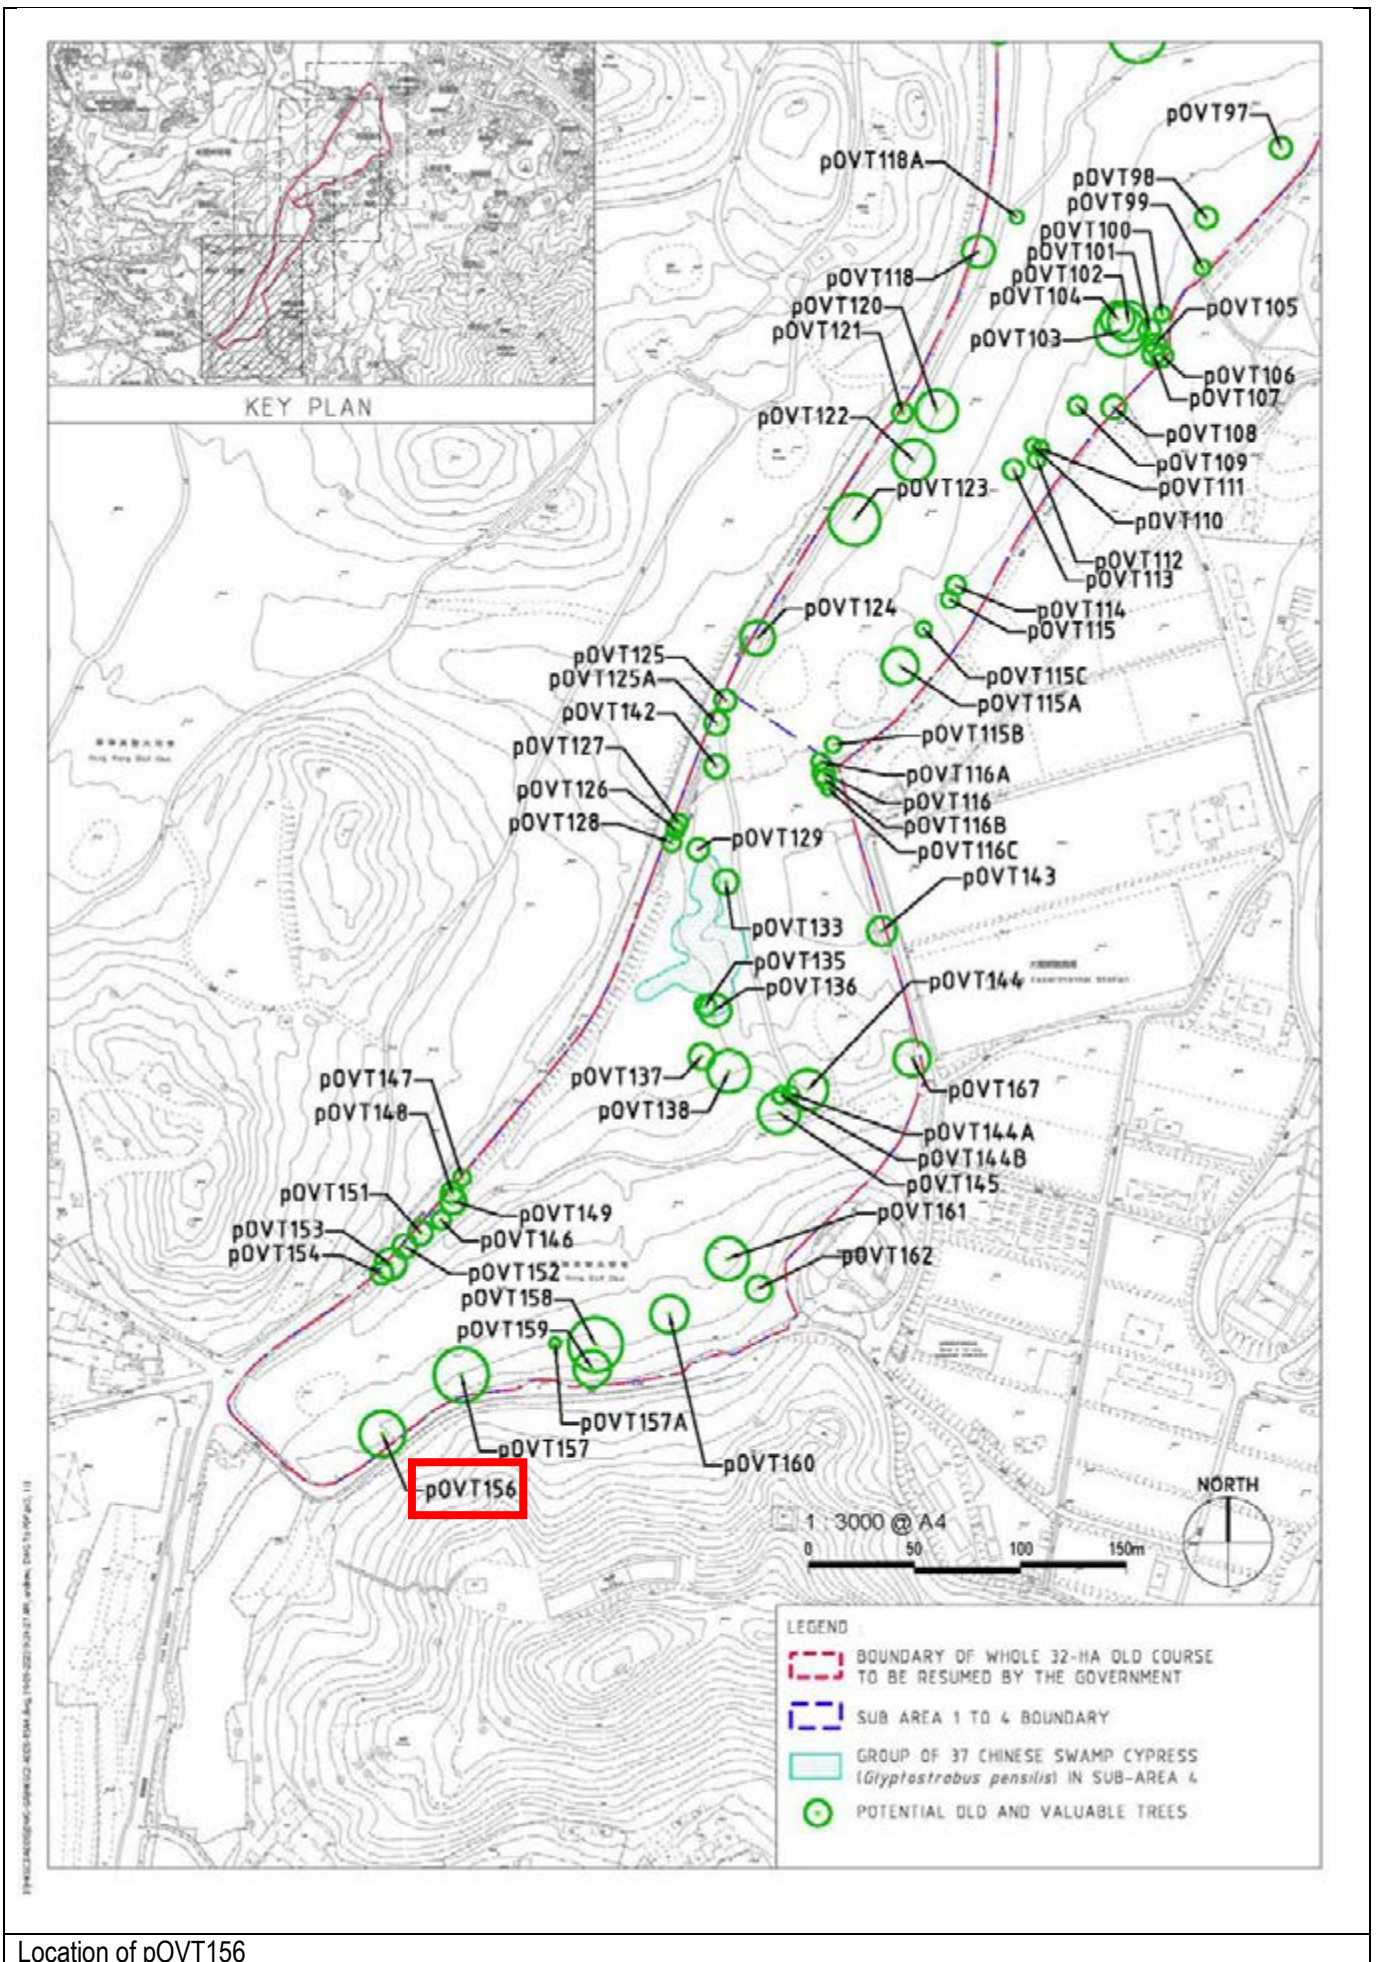 KEY PLAN
pOVT97
pOVT118A
pOVT98
pOVT99
pOVT100
pOVT101
pOVT102
pOVT104
pOVT103
pOVT105
pOVT118
pOVT120
pOVT121
pOVT106
pOVT107
pOVT122
pOVT108
pOVT109
pOVT111
pOVT123
pOVT110
pOVT112
pOVT113
pOVT124
pOVT114
pOVT115
pOVT125
pOVT125A
pOVT115C
pOVT115A
pOVT142
pOVT115B
pOVT127
pOVT116A
pOVT126
pOVT116
pOVT128
pOVT116B
pOVT129
pOVT116C
pOVT143
pOVT133
pOVT135
pOVT136
pOVT144
pOVT147
pOVT137
pOVT167
pOVT148
pOVT138
pOVT144A
pOVT144B
pOVT145
pOVT151
pOVT149
pOVT161
pOVT153
pOVT146
pOVT154
pOVT162
pOVT152
pOVT158
pOVT159
pOVT157A
pOVT157
pOVT160
pOVT156
NORTH
1 : 3000 @ A4
0 50 100 150m
LEGEND :
BOUNDARY OF WHOLE 32-HA OLD COURSE
TO BE RESUMED BY THE GOVERNMENT
SUB AREA 1 TO 4 BOUNDARY
GROUP OF 37 CHINESE SWAMP CYPRESS
(Glyptostrobus pensilis) IN SUB-AREA 4
POTENTIAL OLD AND VALUABLE TREES
Location of pOVT156